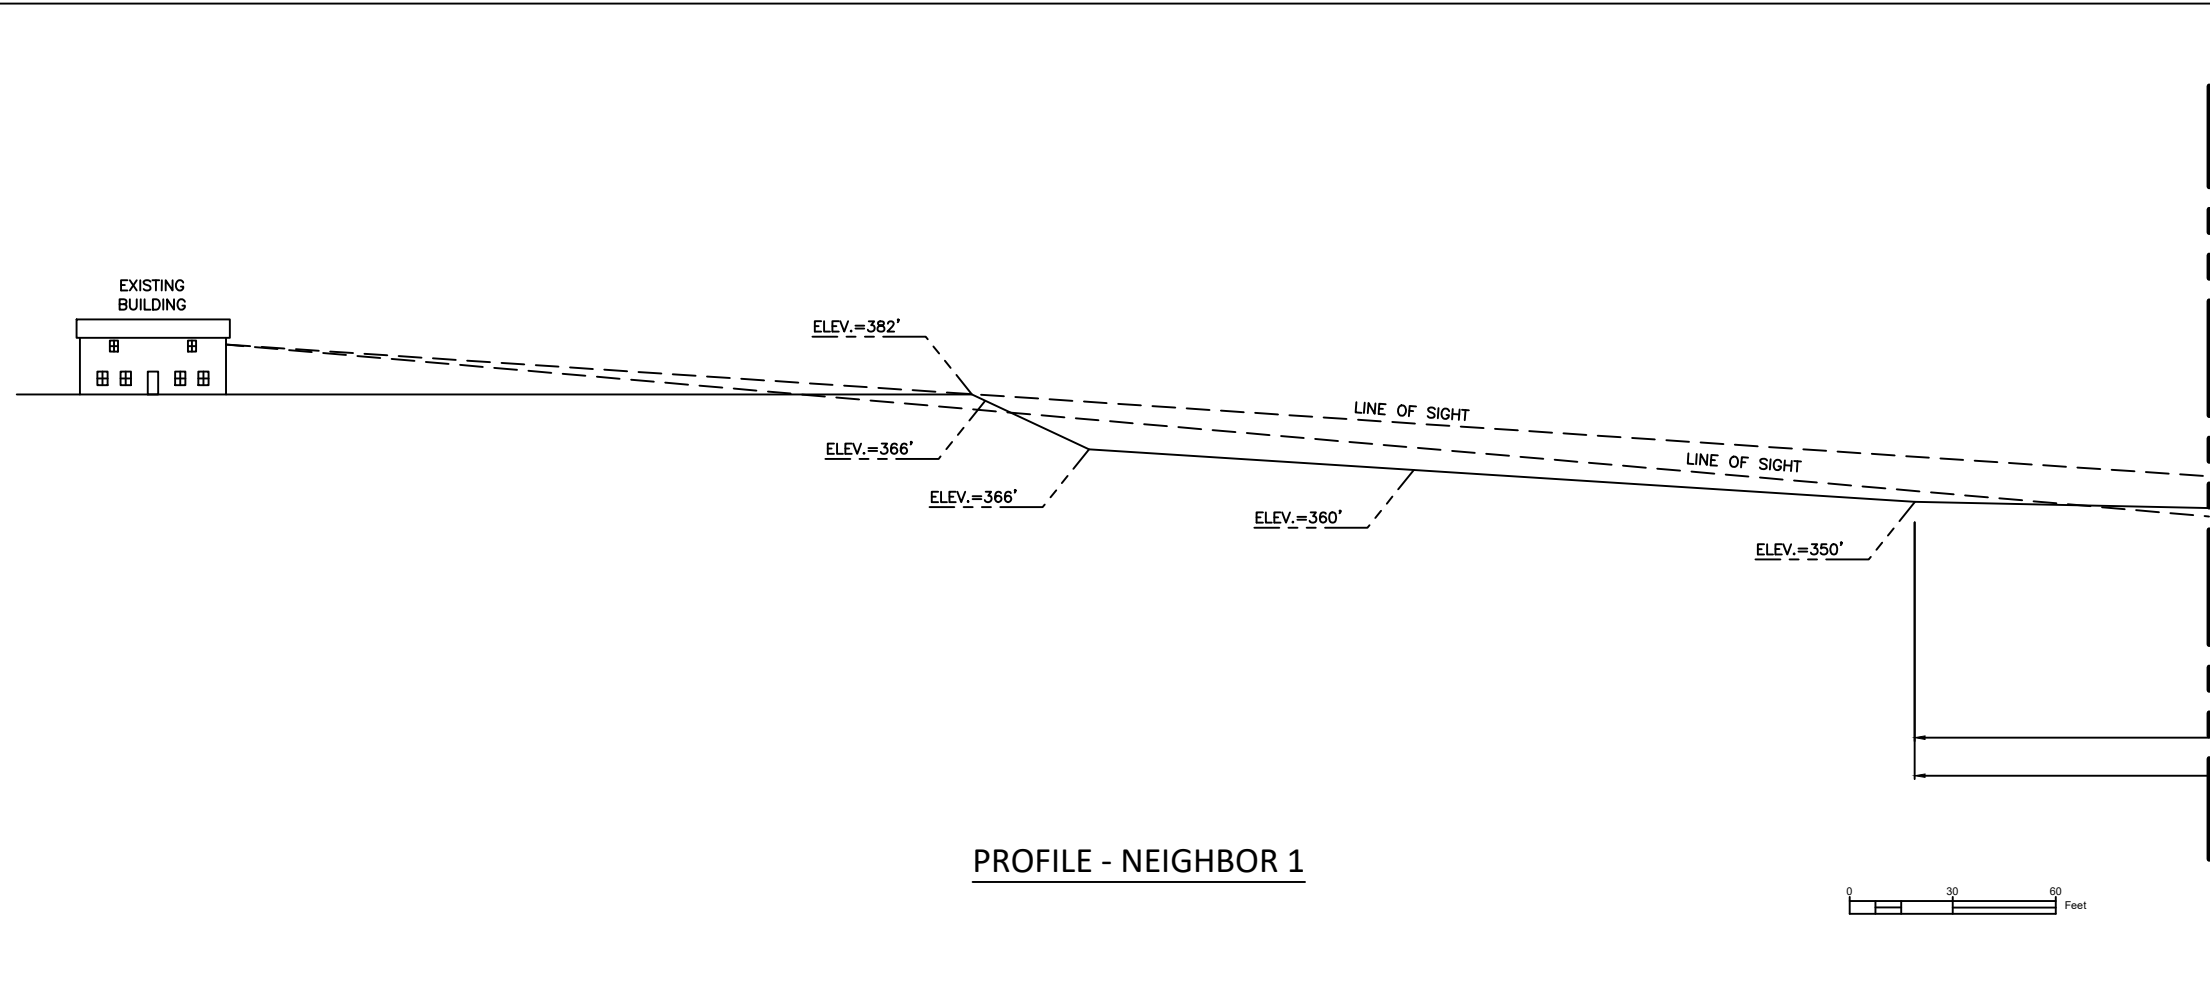 EXISTING
BUILDING
ELEV.=382'
ELEV.=366'
ELEV.=366'
ELEV.=360'
ELEV.=350'
LINE OF SIGHT
LINE OF SIGHT
PROFILE - NEIGHBOR 1
0 30 60
Feet